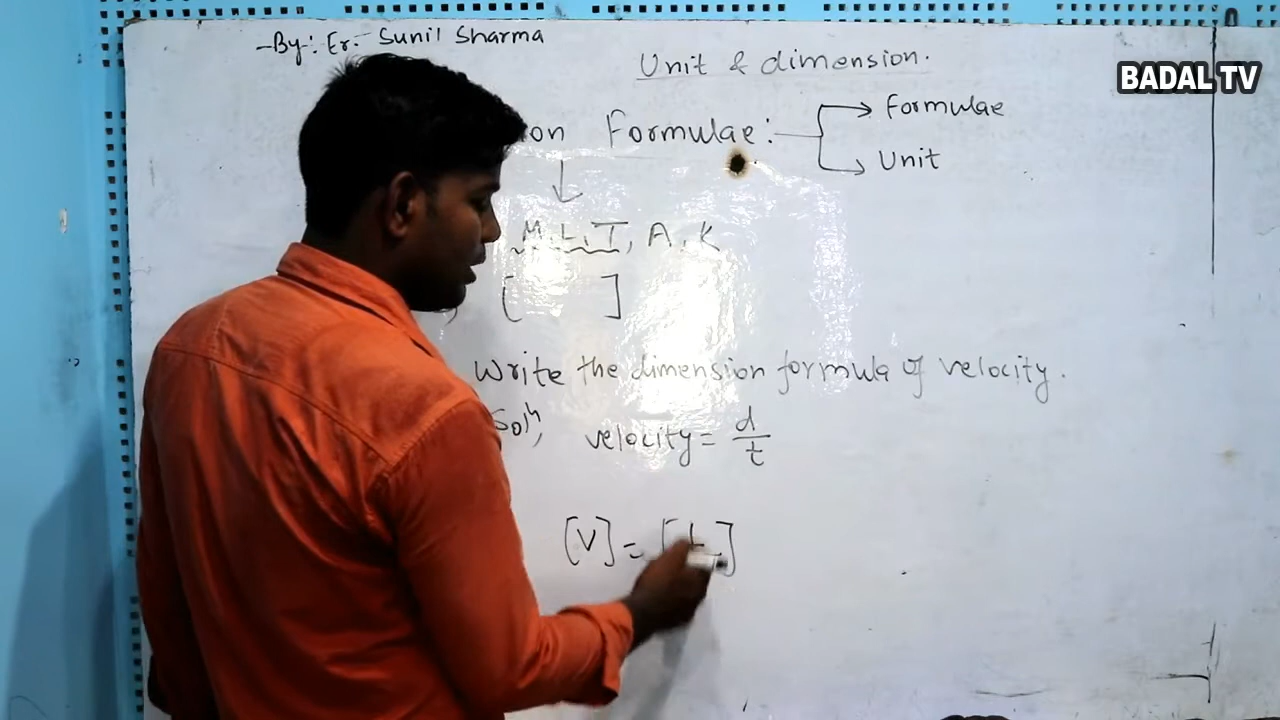 -By-: Er.- Sunil Sharma
Unit & dimension.
BADAL TV
on Formulae: Formulae
Unit
M, L, T, A, K
[ ]
Write the dimension formula of velocity.
Solⁿ, velocity = d/t
[V] = [L]